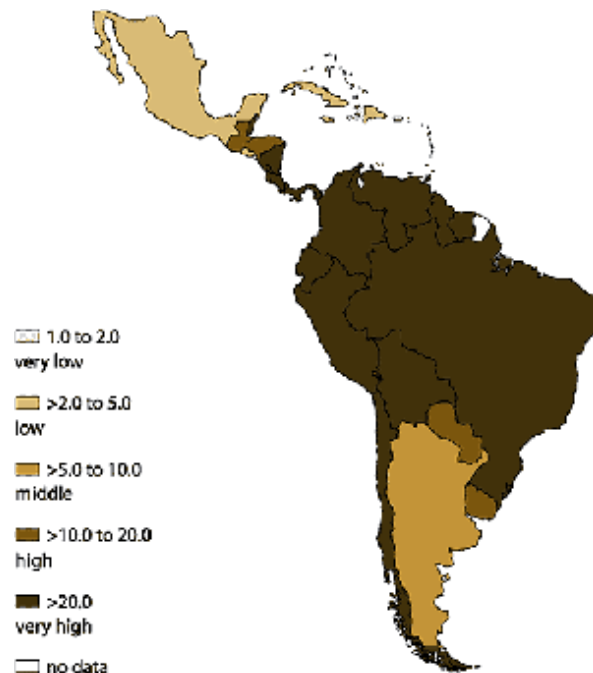 1.0 to 2.0
very low
>2.0 to 5.0
low
>5.0 to 10.0
middle
>10.0 to 20.0
high
>20.0
very high
no data